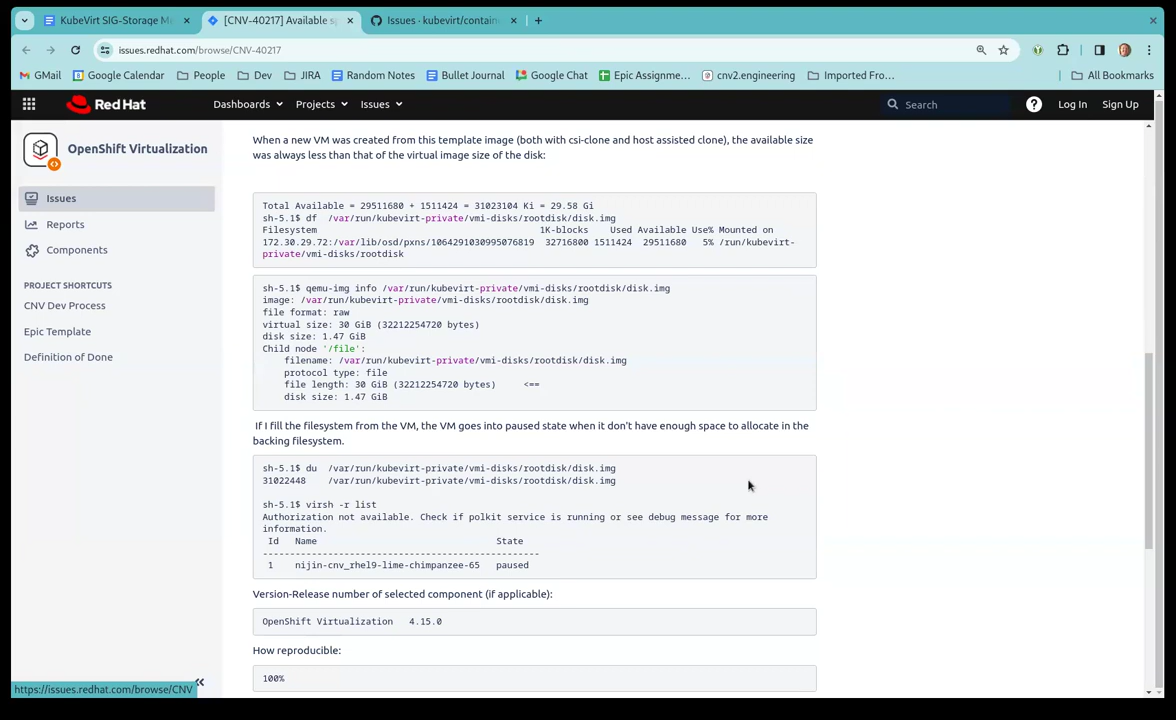 KubeVirt SIG-Storage M
[CNV-40217] Available s
Issues · kubevirt/contain
issues.redhat.com/browse/CNV-40217
GMail
Google Calendar
People
Dev
JIRA
Random Notes
Bullet Journal
Google Chat
Epic Assignme...
cnv2.engineering
Imported Fro...
All Bookmarks
Red Hat
Dashboards
Projects
Issues
Search
Log In
Sign Up
OpenShift Virtualization
Issues
Reports
Components
PROJECT SHORTCUTS
CNV Dev Process
Epic Template
Definition of Done
When a new VM was created from this template image (both with csi-clone and host assisted clone), the available size
was always less than that of the virtual image size of the disk:
Total Available = 29511680 + 1511424 = 31023104 Ki = 29.58 Gi
sh-5.1$ df  /var/run/kubevirt-private/vmi-disks/rootdisk/disk.img
Filesystem                                     1K-blocks    Used Available Use% Mounted on
172.30.29.72:/var/lib/osd/pxns/1064291030995076819  32716800 1511424  29511680   5% /run/kubevirt-
private/vmi-disks/rootdisk
sh-5.1$ qemu-img info /var/run/kubevirt-private/vmi-disks/rootdisk/disk.img
image: /var/run/kubevirt-private/vmi-disks/rootdisk/disk.img
file format: raw
virtual size: 30 GiB (32212254720 bytes)
disk size: 1.47 GiB
Child node '/file':
filename: /var/run/kubevirt-private/vmi-disks/rootdisk/disk.img
protocol type: file
file length: 30 GiB (32212254720 bytes)     <==
disk size: 1.47 GiB
If I fill the filesystem from the VM, the VM goes into paused state when it don't have enough space to allocate in the
backing filesystem.
sh-5.1$ du  /var/run/kubevirt-private/vmi-disks/rootdisk/disk.img
31022448    /var/run/kubevirt-private/vmi-disks/rootdisk/disk.img
sh-5.1$ virsh -r list
Authorization not available. Check if polkit service is running or see debug message for more
information.
Id   Name                              State
-----------------------------------------------
1    nijin-cnv_rhel9-lime-chimpanzee-65   paused
Version-Release number of selected component (if applicable):
OpenShift Virtualization   4.15.0
How reproducible:
100%
https://issues.redhat.com/browse/CNV